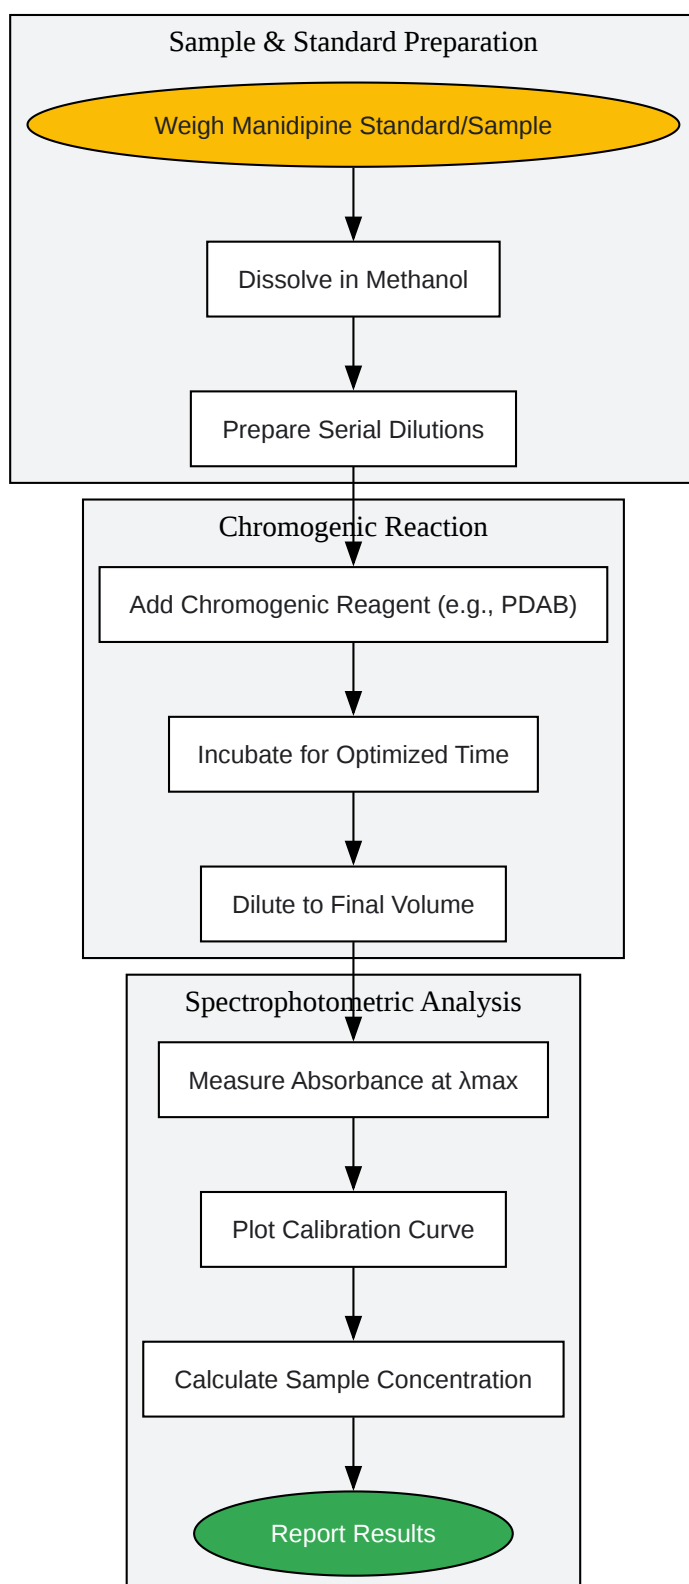 Sample & Standard Preparation
Weigh Manidipine Standard/Sample
Dissolve in Methanol
Prepare Serial Dilutions
Chromogenic Reaction
Add Chromogenic Reagent (e.g., PDAB)
Incubate for Optimized Time
Dilute to Final Volume
Spectrophotometric Analysis
Measure Absorbance at λmax
Plot Calibration Curve
Calculate Sample Concentration
Report Results